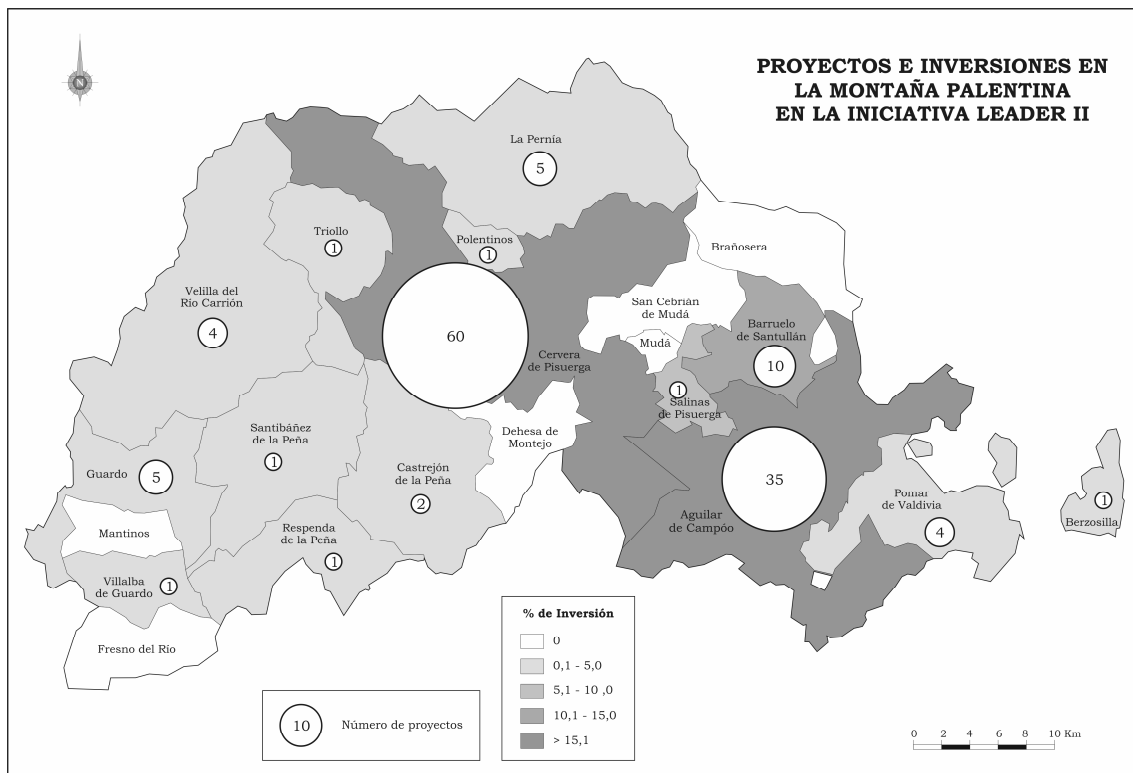 PROYECTOS E INVERSIONES EN
LA MONTAÑA PALENTINA
EN LA INICIATIVA LEADER II
N
La Pernía
5
Triollo
1
Polentinos
1
Brañosera
Velilla del
Río Carrión
4
San Cebrián
de Mudá
Mudá
Barruelo
de Santullán
10
60
Cervera
de Pisuerga
1
Salinas
de Pisuerga
Dehesa de
Montejo
Santibáñez
de la Peña
1
Guardo
5
Castrejón
de la Peña
2
35
Aguilar
de Campóo
Pomar
de Valdivia
4
1
Berzosilla
Mantinos
Respenda
de la Peña
1
Villalba
de Guardo
1
Fresno del Río
% de Inversión
0
0,1 - 5,0
5,1 - 10 ,0
10,1 - 15,0
> 15,1
10 Número de proyectos
0 2 4 6 8 10 Km